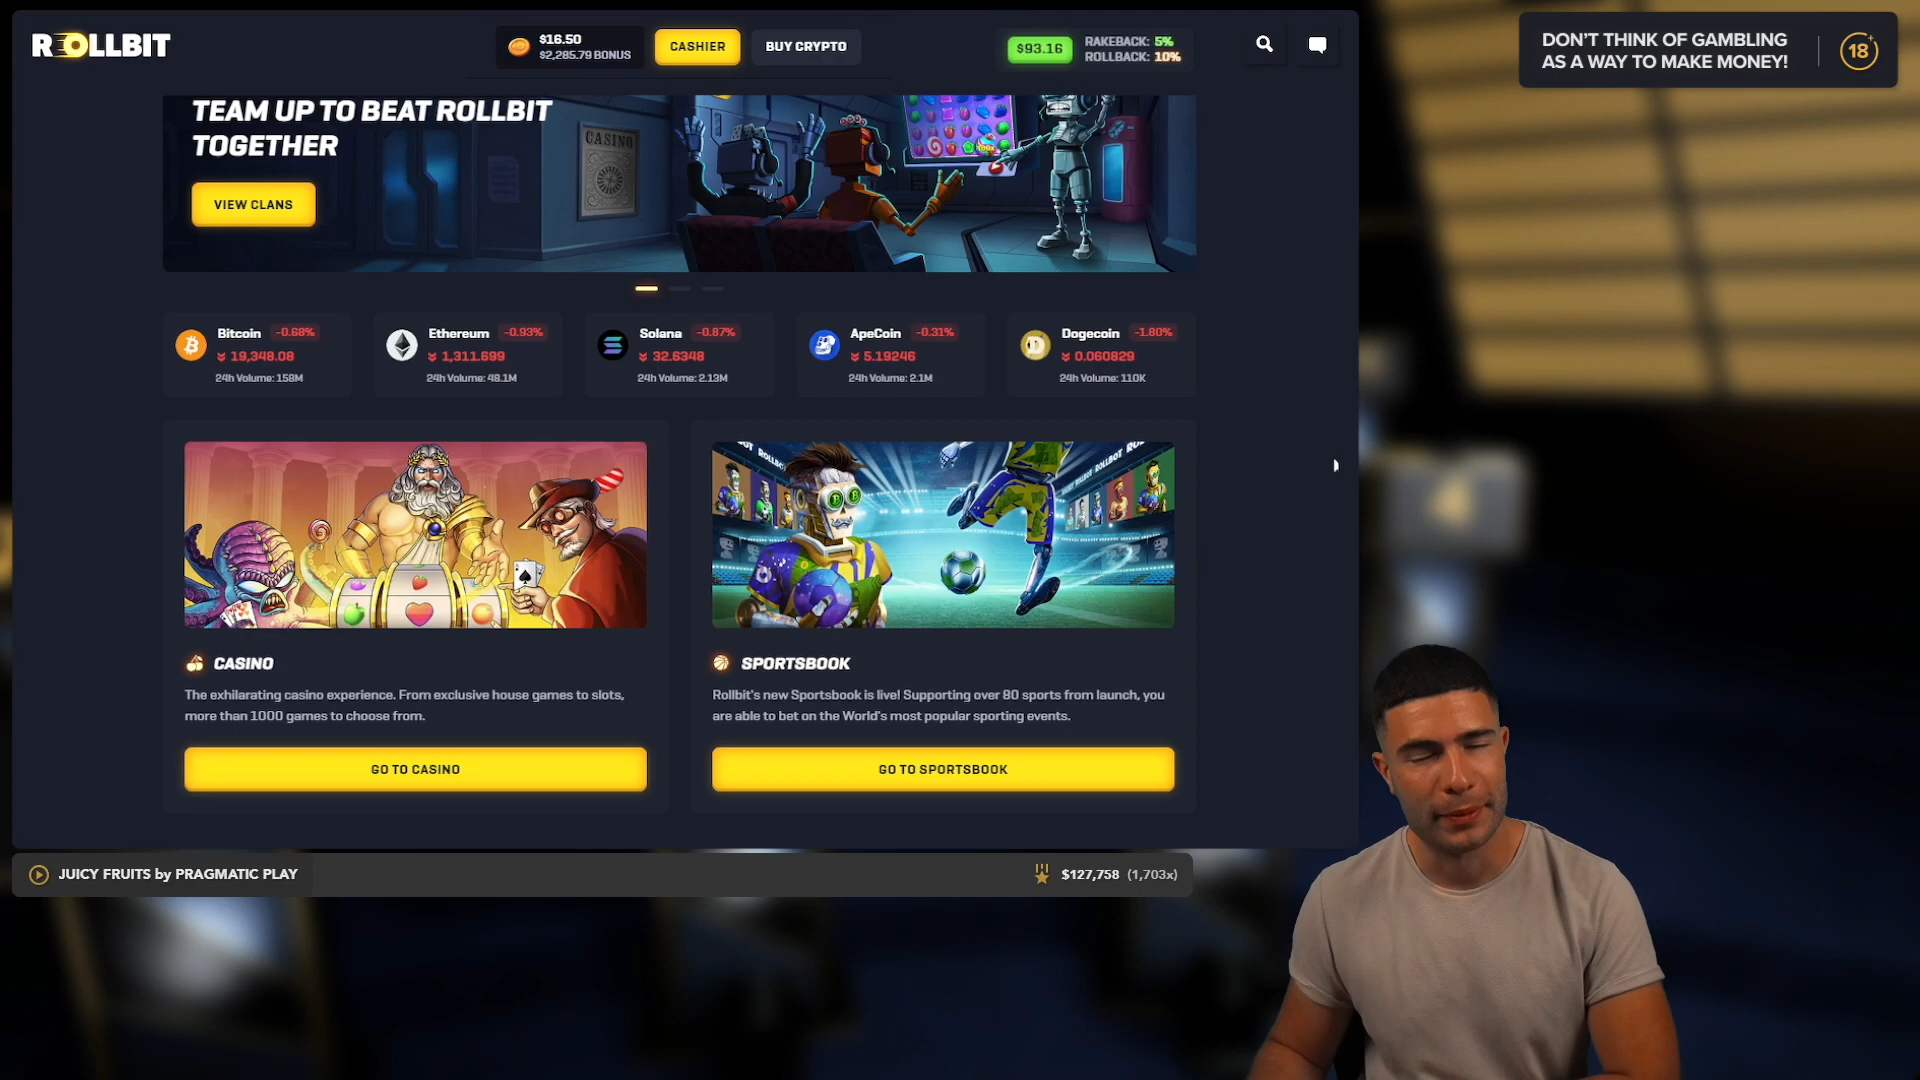 ROLLBIT
$16.50
$2,285.79 BONUS
CASHIER
BUY CRYPTO
$93.16
RAKEBACK: 5%
ROLLBACK: 10%
DON'T THINK OF GAMBLING
AS A WAY TO MAKE MONEY!
18+
TEAM UP TO BEAT ROLLBIT
TOGETHER
VIEW CLANS
CASINO
Bitcoin -0.68%
19,348.08
24h Volume: 158M
Ethereum -0.93%
1,311.699
24h Volume: 48.1M
Solana -0.87%
32.6348
24h Volume: 2.13M
ApeCoin -0.31%
5.19246
24h Volume: 2.1M
Dogecoin -1.80%
0.060829
24h Volume: 110K
CASINO
The exhilarating casino experience. From exclusive house games to slots,
more than 1000 games to choose from.
GO TO CASINO
ROLLBOT
SPORTSBOOK
Rollbit's new Sportsbook is live! Supporting over 80 sports from launch, you
are able to bet on the World's most popular sporting events.
GO TO SPORTSBOOK
JUICY FRUITS by PRAGMATIC PLAY
$127,758 (1,703x)